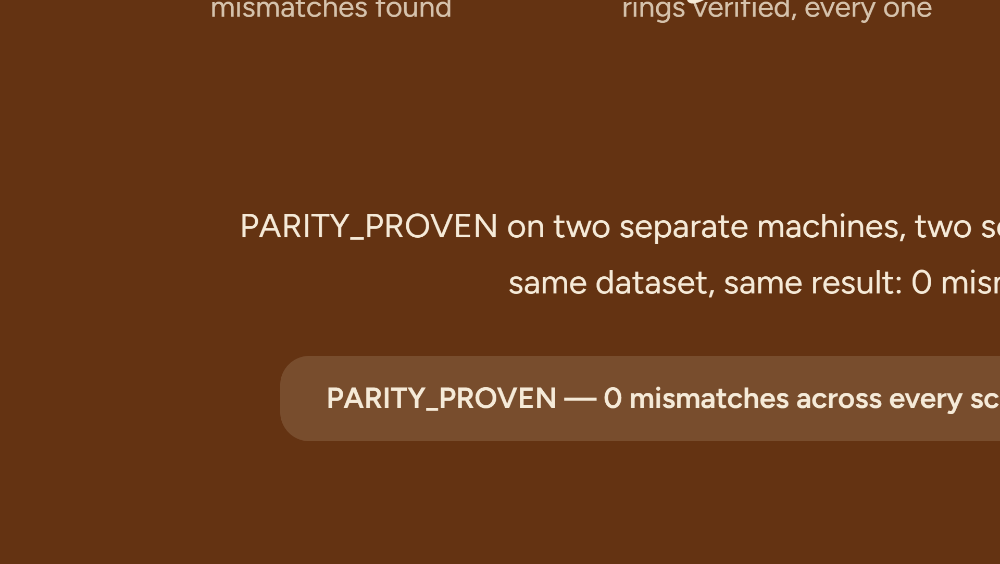 mismatches found
rings verified, every one
PARITY_PROVEN on two separate machines, two
same dataset, same result: 0
PARITY_PROVEN — 0 mismatches across every